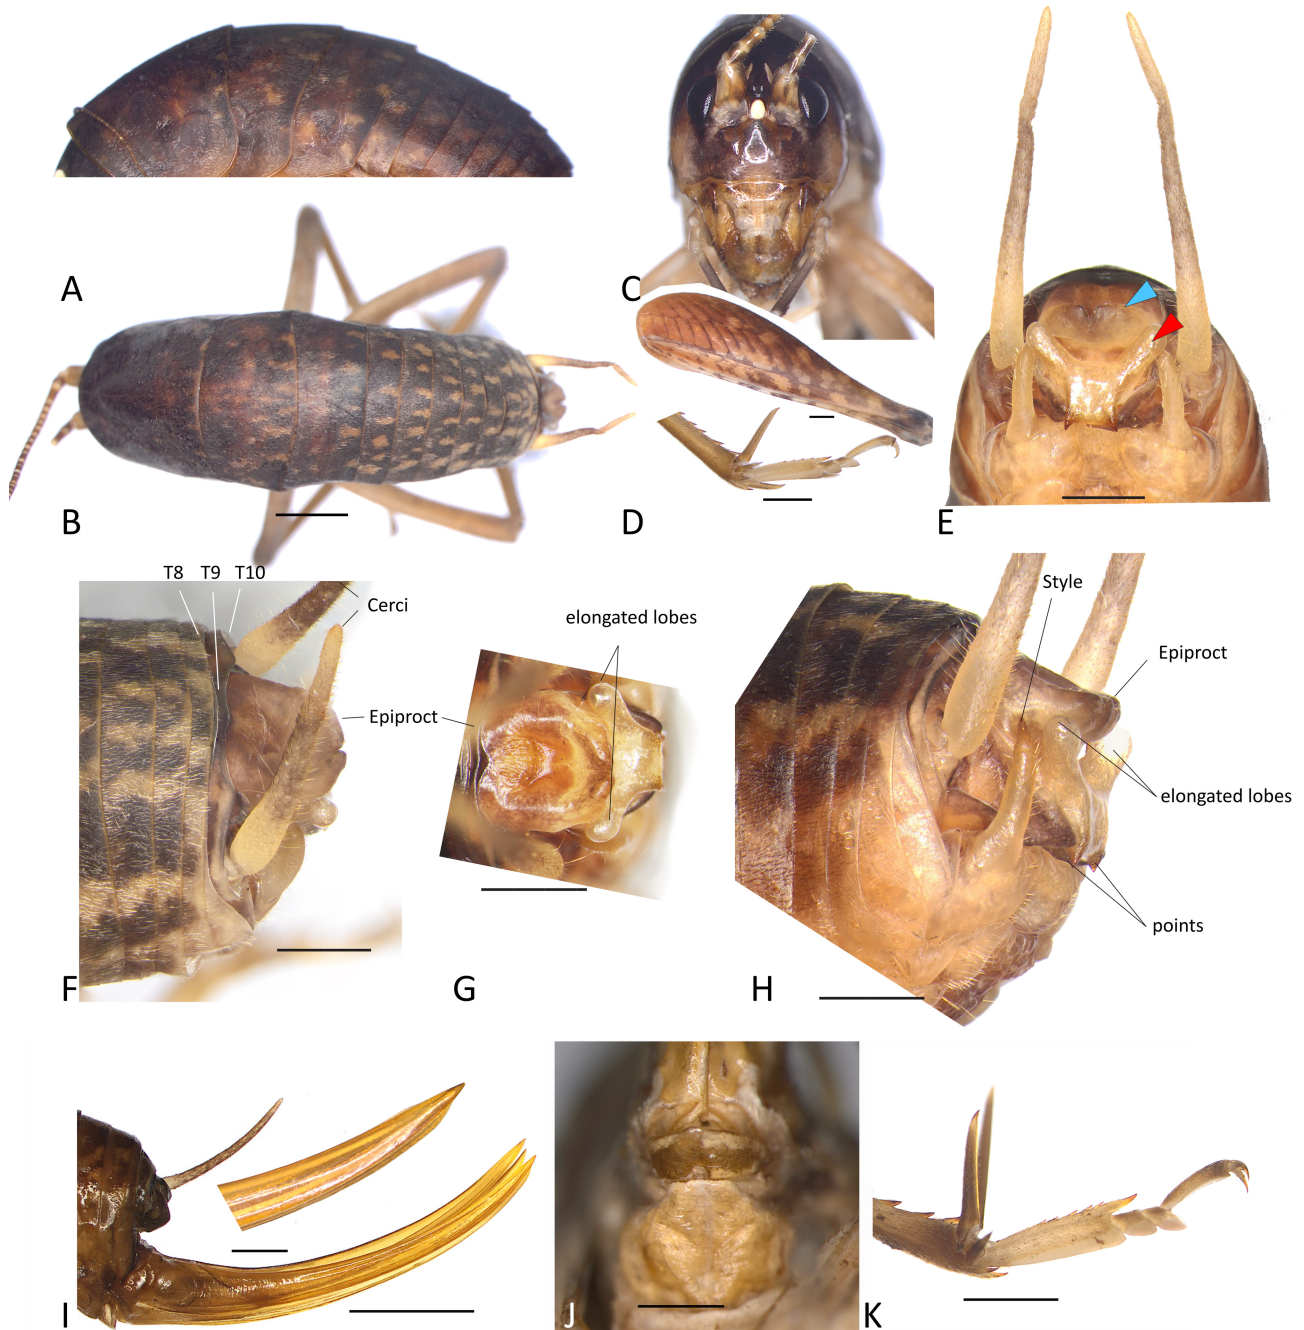 A
B
C
D
E
T8 T9 T10
Cerci
Epiproct
F
elongated lobes
G
Style
Epiproct
elongated lobes
points
H
I
J
K